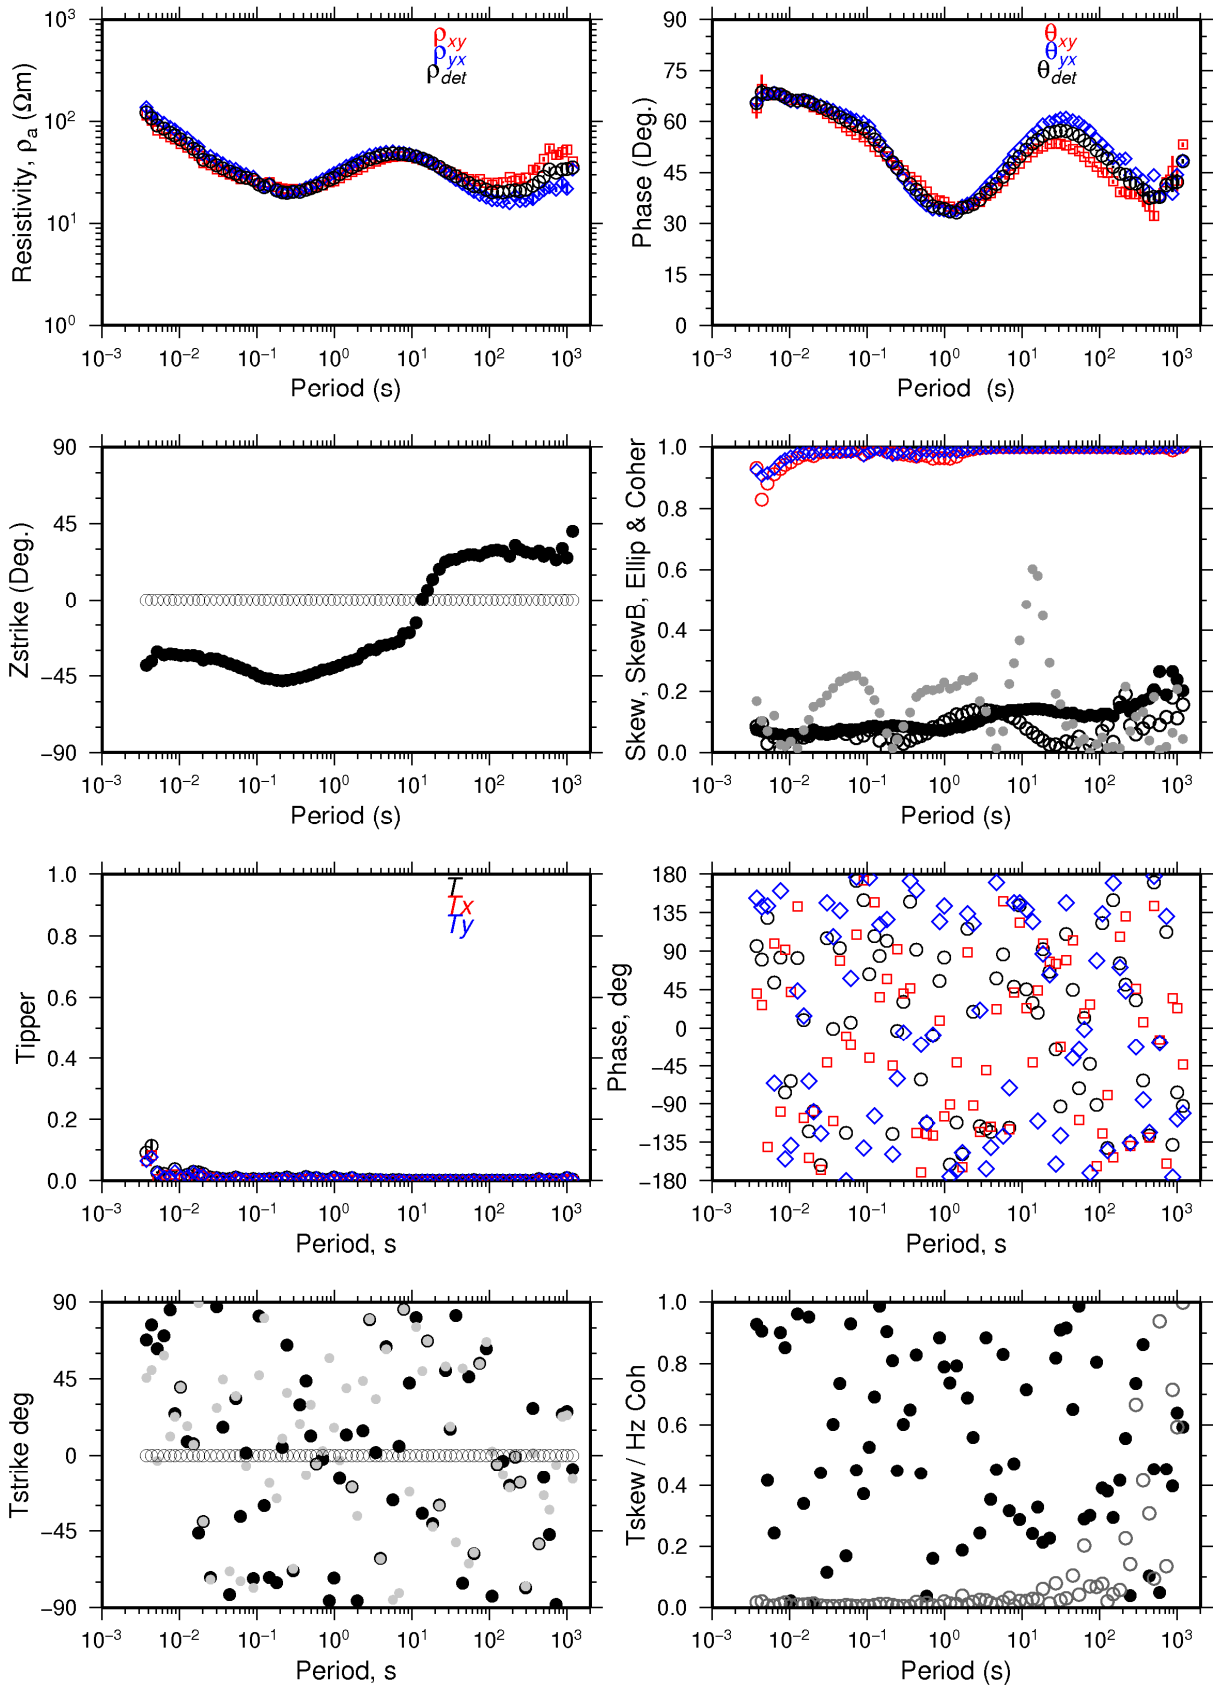 10³
10²
10¹
10⁰
Resistivity, ρₐ (Ωm)
ρxy
ρyx
ρdet
10⁻³ 10⁻² 10⁻¹ 10⁰ 10¹ 10² 10³
Period (s)
90
75
60
45
30
15
0
Phase (Deg.)
θxy
θyx
θdet
10⁻³ 10⁻² 10⁻¹ 10⁰ 10¹ 10² 10³
Period (s)
90
45
0
−45
−90
Zstrike (Deg.)
10⁻³ 10⁻² 10⁻¹ 10⁰ 10¹ 10² 10³
Period (s)
1.0
0.8
0.6
0.4
0.2
0.0
Skew, SkewB, Ellip & Coher
10⁻³ 10⁻² 10⁻¹ 10⁰ 10¹ 10² 10³
Period (s)
1.0
0.8
0.6
0.4
0.2
0.0
Tipper
T
Tx
Ty
10⁻³ 10⁻² 10⁻¹ 10⁰ 10¹ 10² 10³
Period, s
180
135
90
45
0
−45
−90
−135
−180
Phase, deg
10⁻³ 10⁻² 10⁻¹ 10⁰ 10¹ 10² 10³
Period, s
90
45
0
−45
−90
Tstrike deg
10⁻³ 10⁻² 10⁻¹ 10⁰ 10¹ 10² 10³
Period, s
1.0
0.8
0.6
0.4
0.2
0.0
Tskew / Hz Coh
10⁻³ 10⁻² 10⁻¹ 10⁰ 10¹ 10² 10³
Period (s)